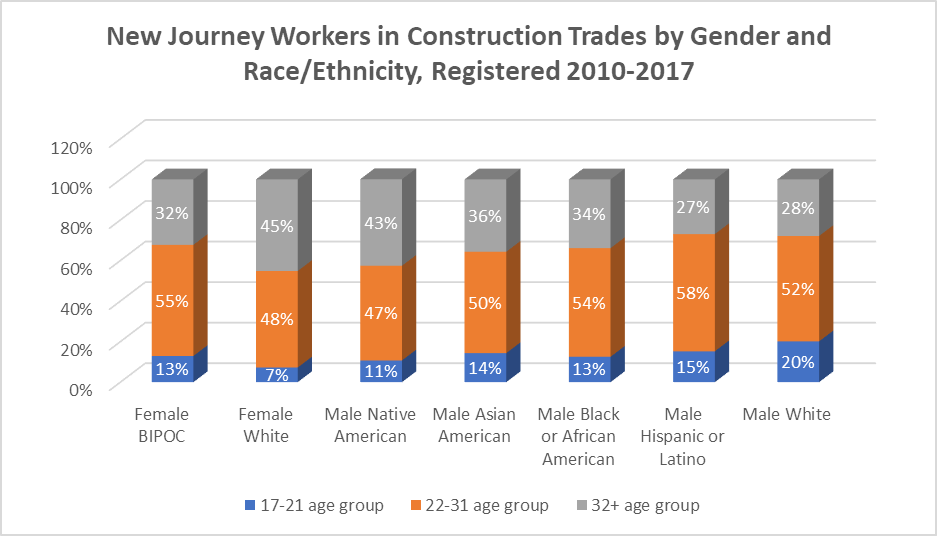 New Journey Workers in Construction Trades by Gender and
Race/Ethnicity, Registered 2010-2017
120%
100%
80%
60%
40%
20%
0%
32% 45% 43% 36% 34% 27% 28%
55% 48% 47% 50% 54% 58% 52%
13% 7% 11% 14% 13% 15% 20%
Female
BIPOC
Female
White
Male Native
American
Male Asian
American
Male Black
or African
American
Male
Hispanic or
Latino
Male White
17-21 age group 22-31 age group 32+ age group